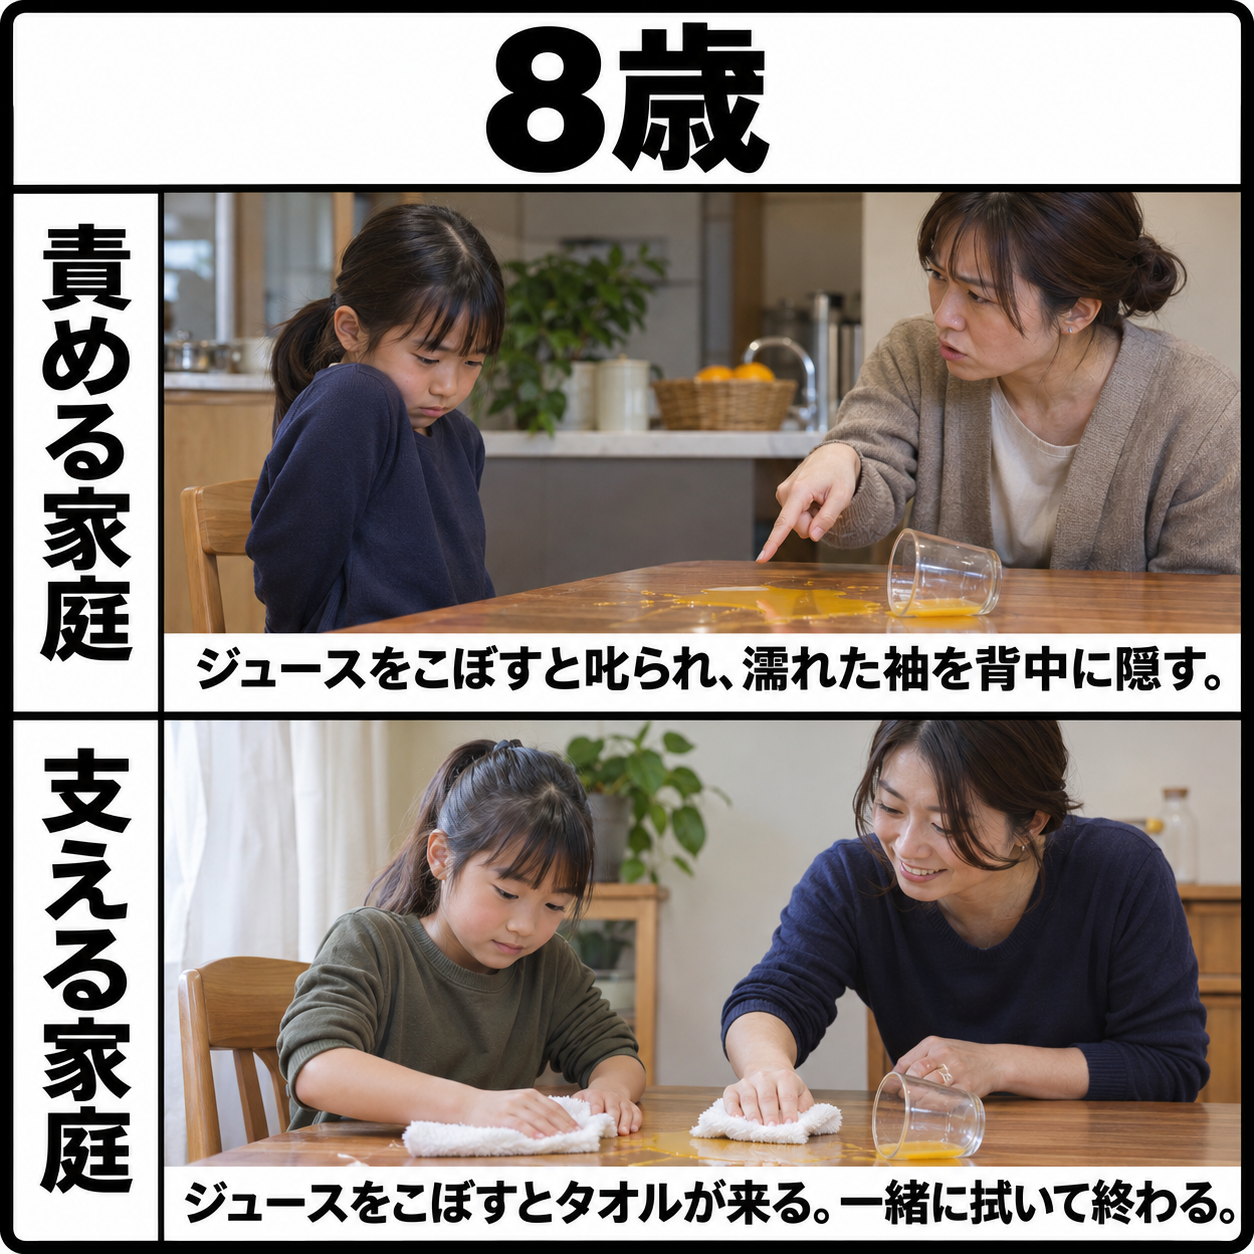 8歳
責める家庭
ジュースをこぼすと叱られ、濡れた袖を背中に隠す。
支える家庭
ジュースをこぼすとタオルが来る。一緒に拭いて終わる。